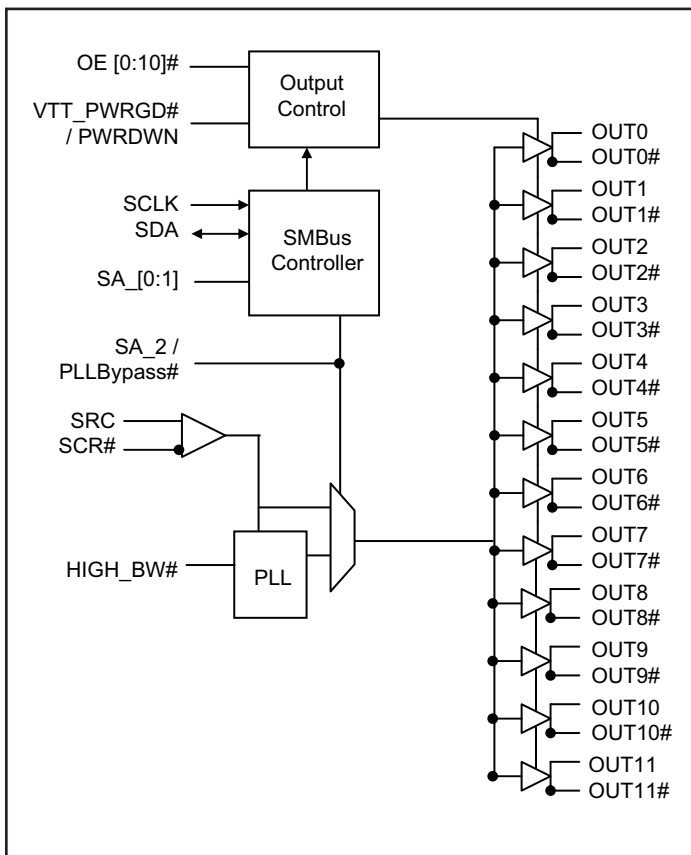 OE [0:10]#
Output
Control
VTT_PWRGD#
/ PWRDWN
SCLK
SDA
SMBus
Controller
SA_[0:1]
SA_2 /
PLLBypass#
SRC
SCR#
HIGH_BW#
PLL
OUT0
OUT0#
OUT1
OUT1#
OUT2
OUT2#
OUT3
OUT3#
OUT4
OUT4#
OUT5
OUT5#
OUT6
OUT6#
OUT7
OUT7#
OUT8
OUT8#
OUT9
OUT9#
OUT10
OUT10#
OUT11
OUT11#